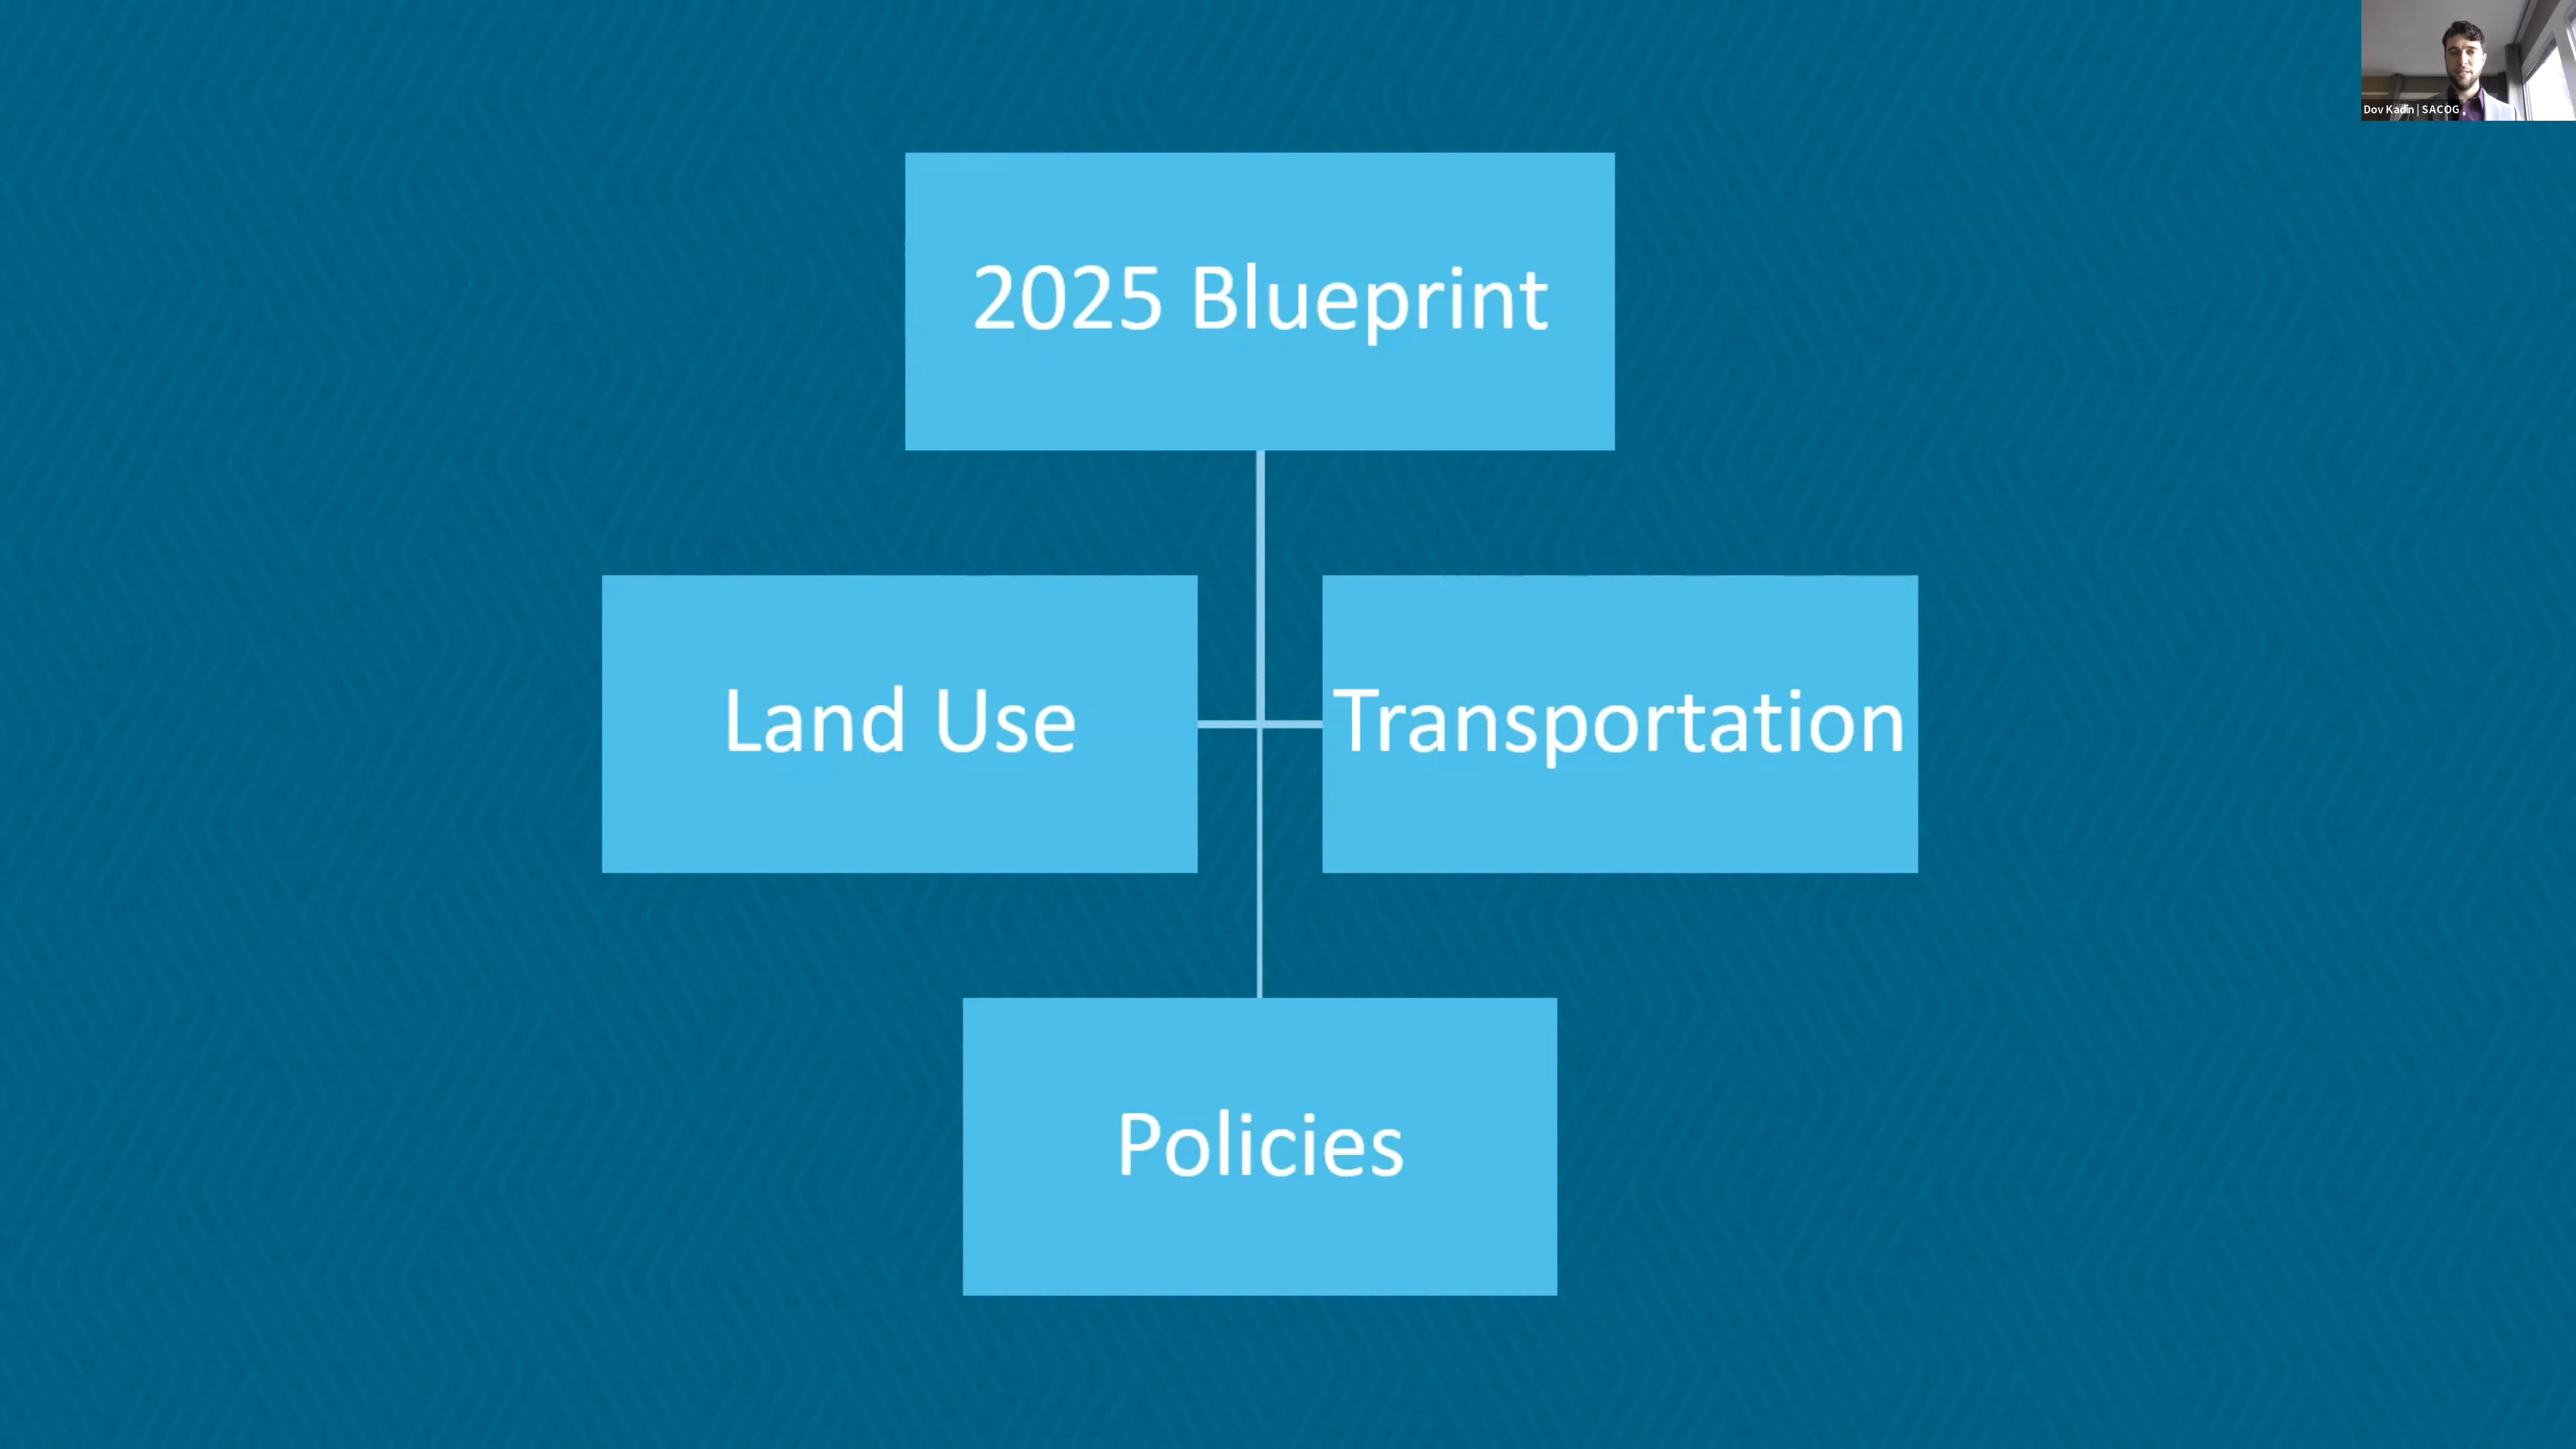 Dov Kadin | SACOG
2025 Blueprint
Land Use
Transportation
Policies